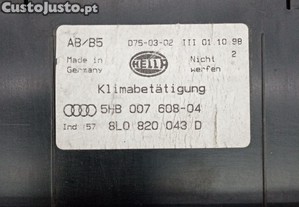 CustoJusto.pt
AB/B5 D75-03-02 III 01 10 98
2
Made in Germany
HELLA
Nicht werfen
Klimabetätigung
5HB 007 608-04
Ind 57 8L0 820 043 D